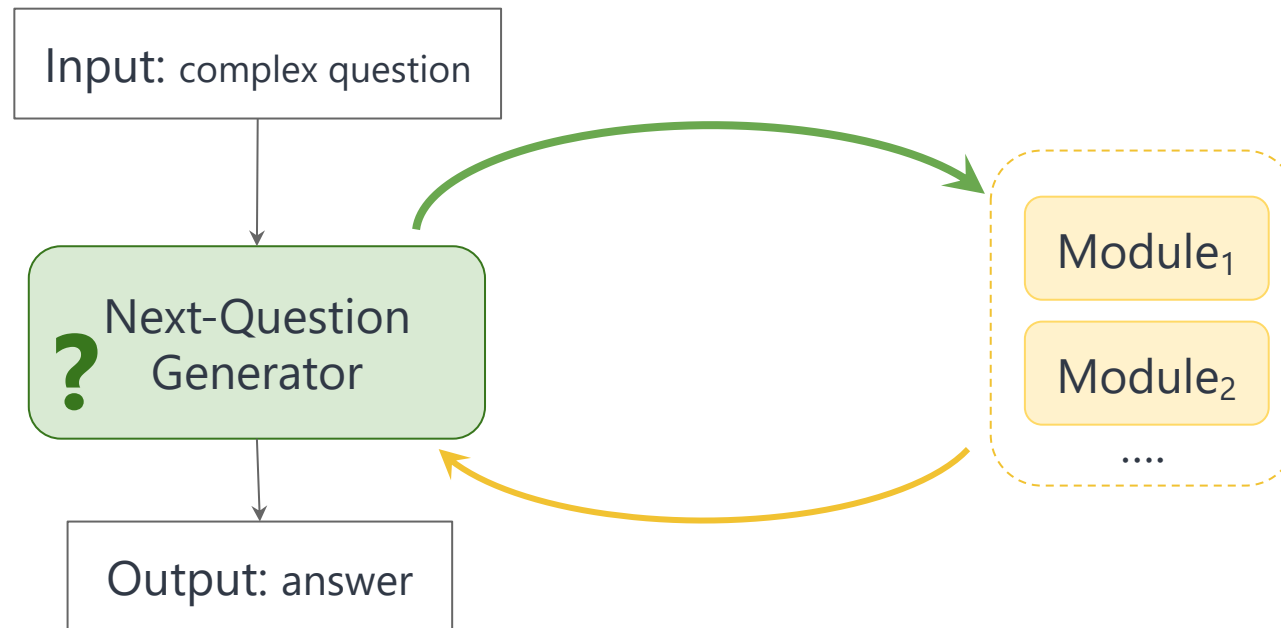 Input: complex question
Next-Question
Generator
?
Module₁
Module₂
....
Output: answer